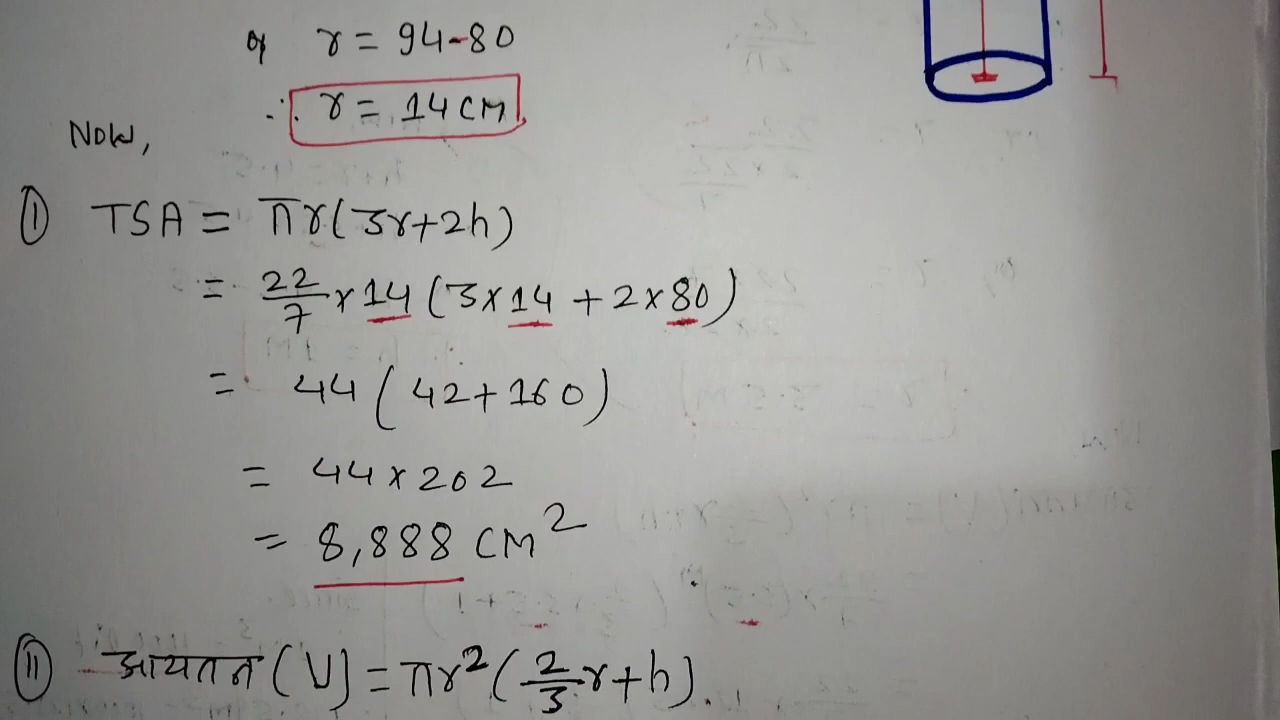 or r = 94-80
∴ r = 14 cm
Now,
(i) TSA = πr(3r+2h)
= 22/7 × 14 (3×14 + 2×80)
= 44 (42+160)
= 44×202
= 8,888 cm²
(ii) आयतन (V) = πr² (2/3 r+h).